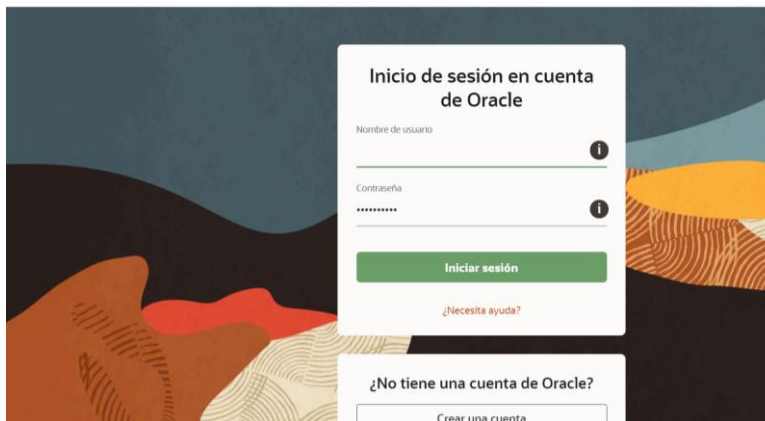 Inicio de sesión en cuenta
de Oracle
Nombre de usuario
i
Contraseña
••••••••••
i
Iniciar sesión
¿Necesita ayuda?
¿No tiene una cuenta de Oracle?
Crear una cuenta